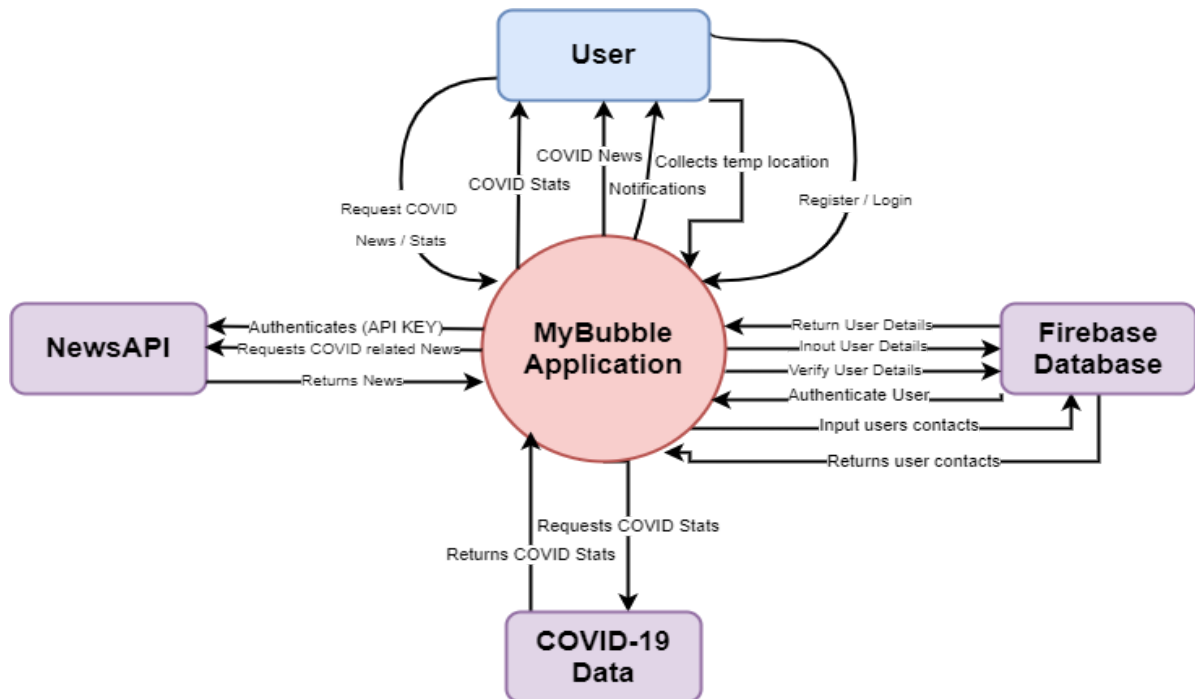 User
COVID News
Collects temp location
COVID Stats
Notifications
Register / Login
Request COVID
News / Stats
NewsAPI
Authenticates (API KEY)
Requests COVID related News
Returns News
MyBubble
Application
Return User Details
Inout User Details
Verify User Details
Authenticate User
Input users contacts
Returns user contacts
Firebase
Database
Requests COVID Stats
Returns COVID Stats
COVID-19
Data